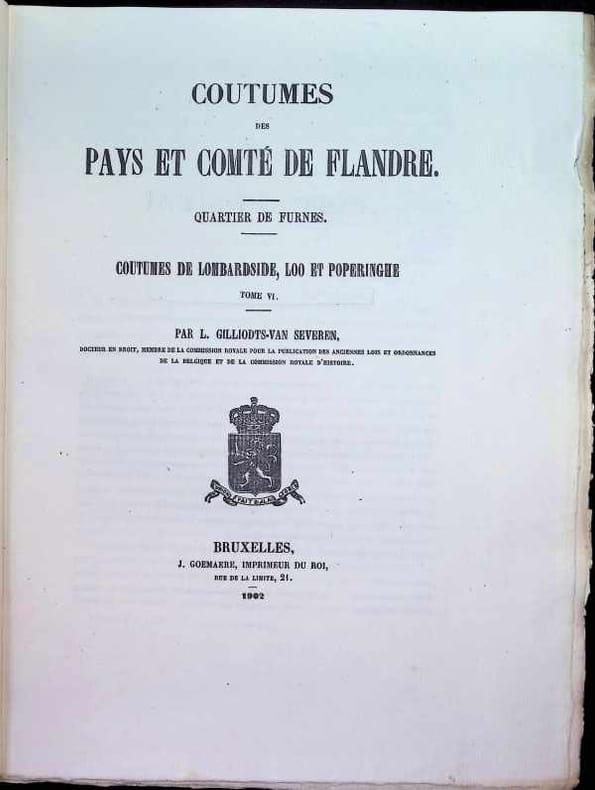 COUTUMES
DES
PAYS ET COMTÉ DE FLANDRE.
QUARTIER DE FURNES.
COUTUMES DE LOMBARDSIDE, LOO ET POPERINGHE
TOME VI.
PAR L. GILLIODTS-VAN SEVEREN,
DOCTEUR EN DROIT, MEMBRE DE LA COMMISSION ROYALE POUR LA PUBLICATION DES ANCIENNES LOIS ET ORDONNANCES
DE LA BELGIQUE ET DE LA COMMISSION ROYALE D'HISTOIRE.
FAIT LA
BRUXELLES,
J. GOEMAERE, IMPRIMEUR DU ROI,
RUE DE LA LIMITE, 21.
1902